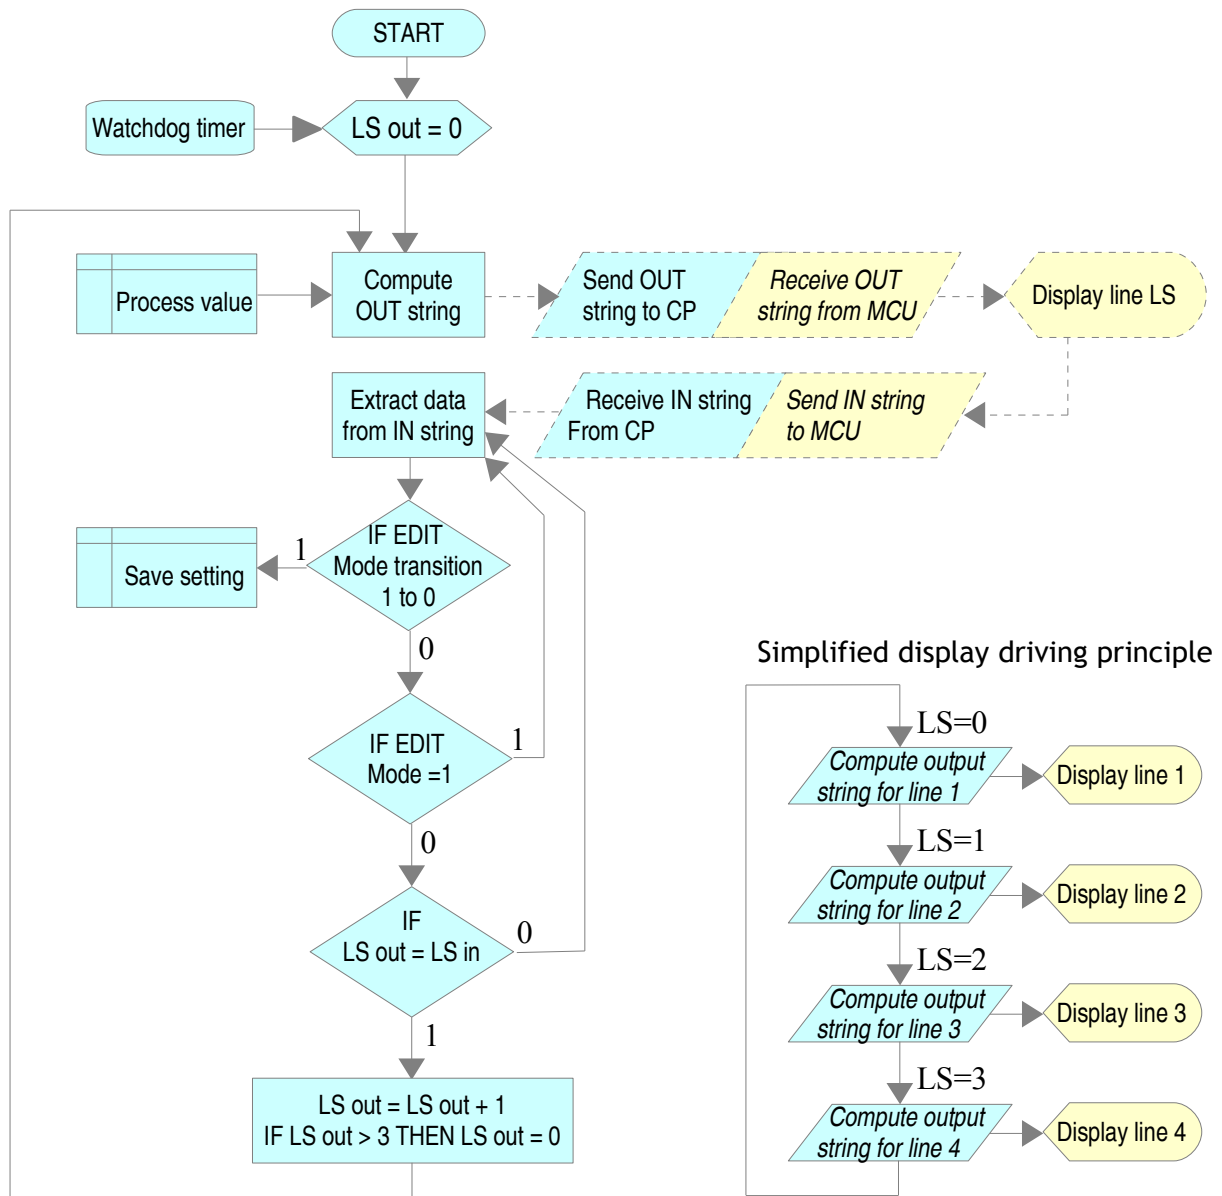 START
Watchdog timer
LS out = 0
Process value
Compute
OUT string
Send OUT
string to CP
Receive OUT
string from MCU
Display line LS
Extract data
from IN string
Receive IN string
From CP
Send IN string
to MCU
IF EDIT
Mode transition
1 to 0
1
Save setting
0
IF EDIT
Mode =1
1
0
IF
LS out = LS in
0
1
LS out = LS out + 1
IF LS out > 3 THEN LS out = 0
Simplified display driving principle
LS=0
Compute output
string for line 1
Display line 1
LS=1
Compute output
string for line 2
Display line 2
LS=2
Compute output
string for line 3
Display line 3
LS=3
Compute output
string for line 4
Display line 4